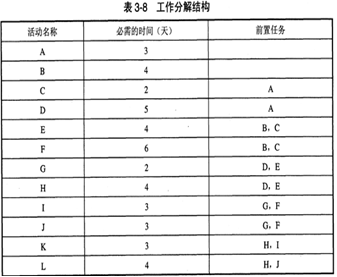 表3-8 工作分解结构
活动名称 必需的时间（天） 前置任务
A 3
B 4
C 2 A
D 5 A
E 4 B，C
F 6 B，C
G 2 D，E
H 4 D，E
I 3 G，F
J 3 G，F
K 3 H，I
L 4 H，J